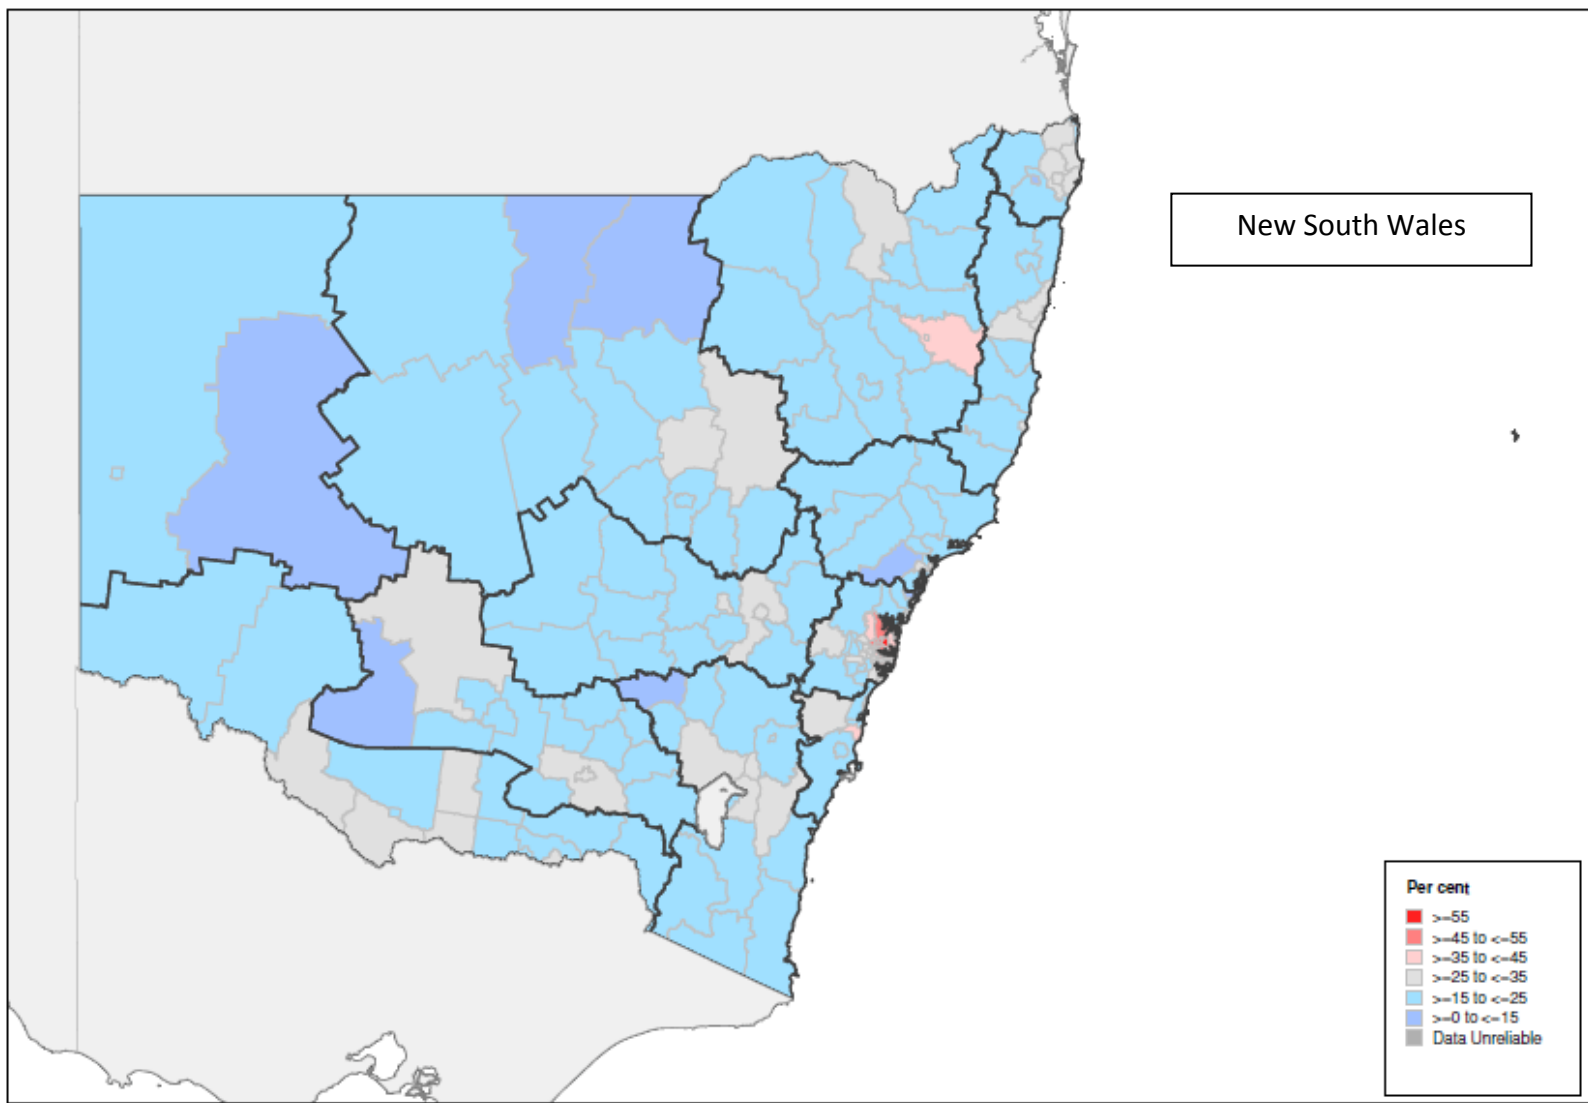 New South Wales
Per cent
>=55
>=45 to <=55
>=35 to <=45
>=25 to <=35
>=15 to <=25
>=0 to <=15
Data Unreliable